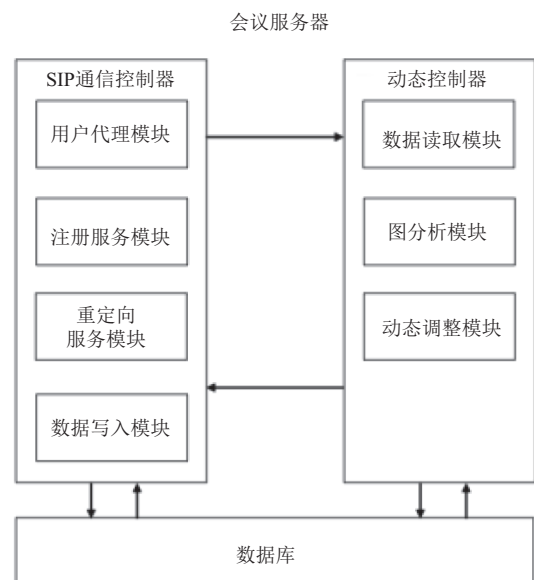 会议服务器
SIP通信控制器
用户代理模块
注册服务模块
重定向
服务模块
数据写入模块
动态控制器
数据读取模块
图分析模块
动态调整模块
数据库